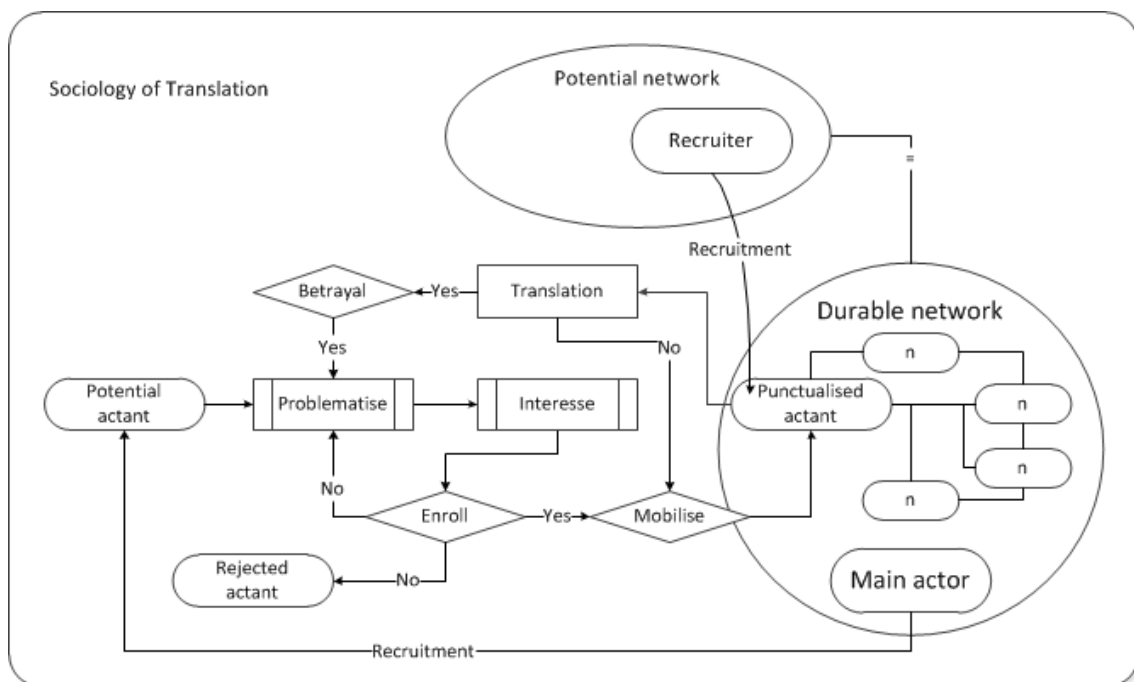 Sociology of Translation
Potential network
Recruiter
=
Recruitment
Betrayal
Yes
Translation
Durable network
n
Yes
No
Potential
actant
Problematise
Interesse
Punctualised
actant
n
n
No
Enroll
Yes
Mobilise
n
Rejected
actant
No
Main actor
Recruitment